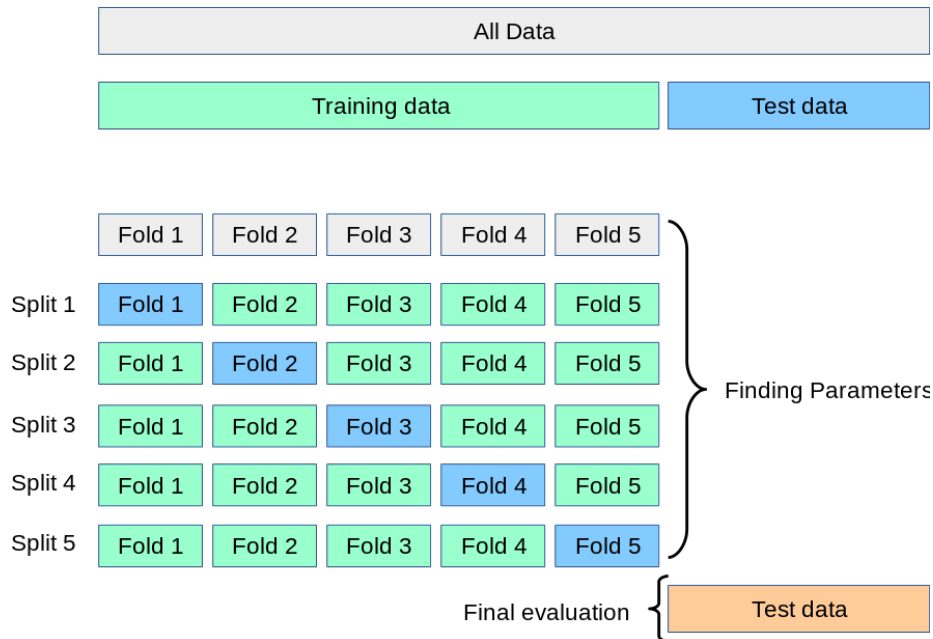 All Data
Training data Test data
Fold 1 Fold 2 Fold 3 Fold 4 Fold 5
Split 1 Fold 1 Fold 2 Fold 3 Fold 4 Fold 5
Split 2 Fold 1 Fold 2 Fold 3 Fold 4 Fold 5
Finding Parameters
Split 3 Fold 1 Fold 2 Fold 3 Fold 4 Fold 5
Split 4 Fold 1 Fold 2 Fold 3 Fold 4 Fold 5
Split 5 Fold 1 Fold 2 Fold 3 Fold 4 Fold 5
Final evaluation Test data